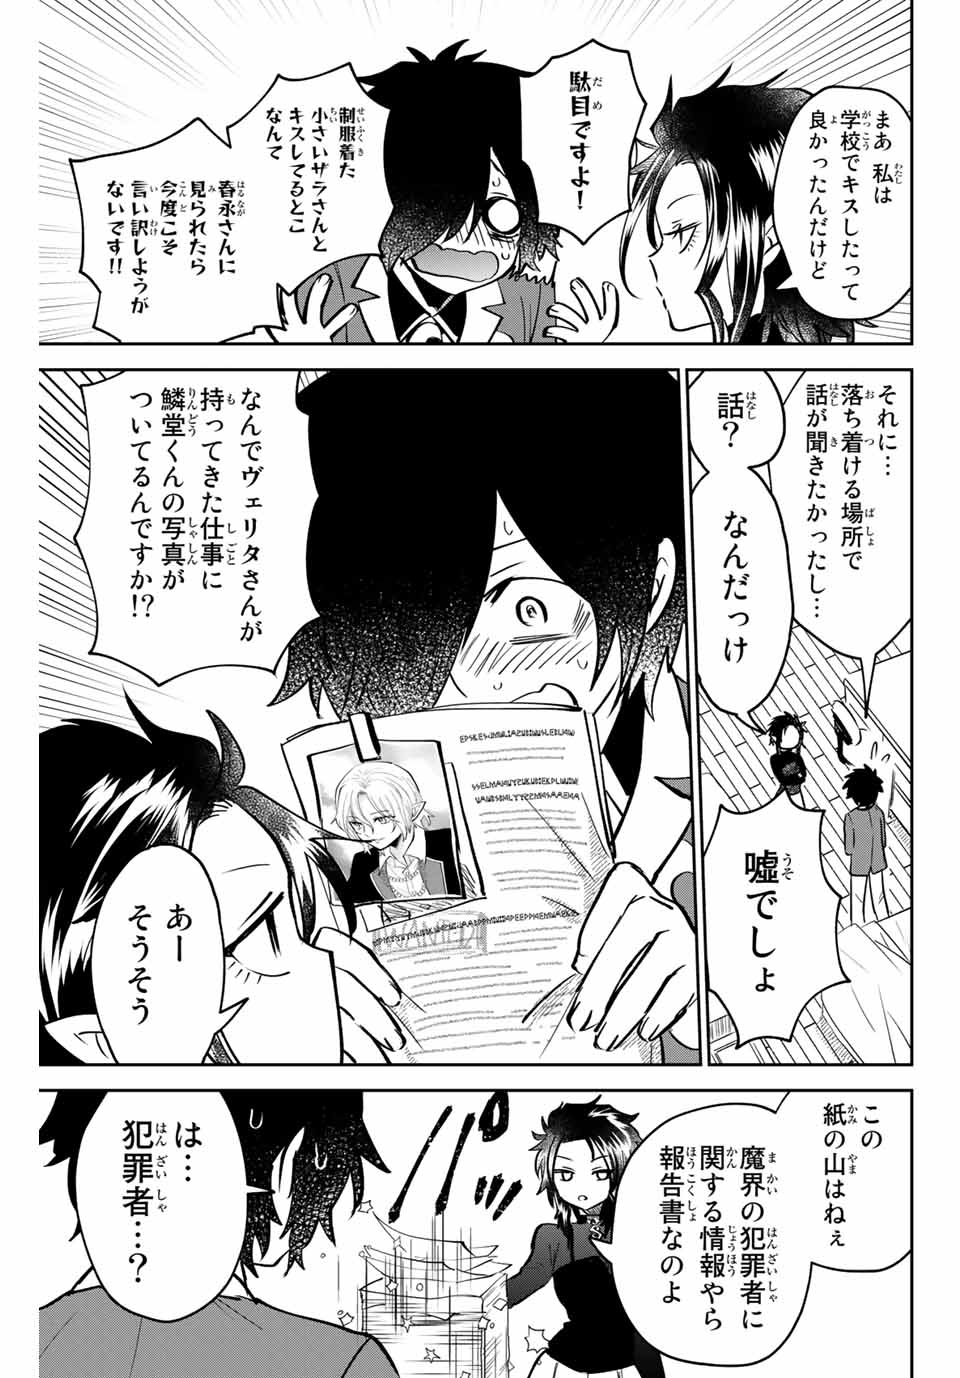 まあ 私は
学校でキスしたって
良かったんだけど
駄目ですよ!
制服着た
小さいザラさんと
キスしてるとこ
なんて
春永さんに
見られたら
今度こそ
言い訳しようが
ないです!!
それに…
落ち着ける場所で
話が聞きたかったし…
話?
なんだっけ
嘘でしょ
なんでヴェリタさんが
持ってきた仕事に
鱗堂くんの写真が
ついてるんですか!?
WANTED
あー
そうそう
この
紙の山はねぇ
魔界の犯罪者に
関する情報やら
報告書なのよ
は…
犯罪者…?